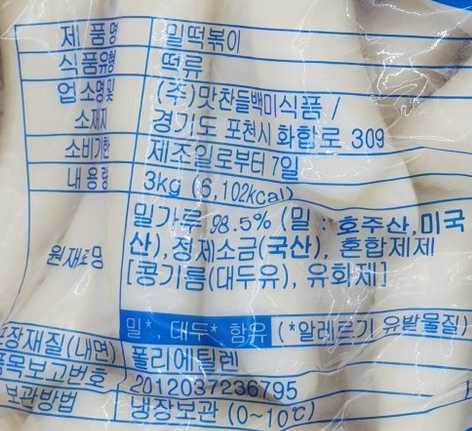 제 품명 밀떡볶이
식품유형 떡류
업소명 및 소재지 (주)맛찬들백미식품 /
경기도 포천시 화합로 309
소비기한 제조일로부터 7일
내 용량 3kg (6,102kcal)
원재료명 밀가루 98.5% (밀 : 호주산,미국
산),정제소금(국산), 혼합제제
[콩기름(대두유), 유화제]
밀*, 대두* 함유 (*알레르기 유발물질)
포장재질(내면) 폴리에틸렌
품목보고번호 2012037236795
보관방법 냉장보관 (0~10℃)